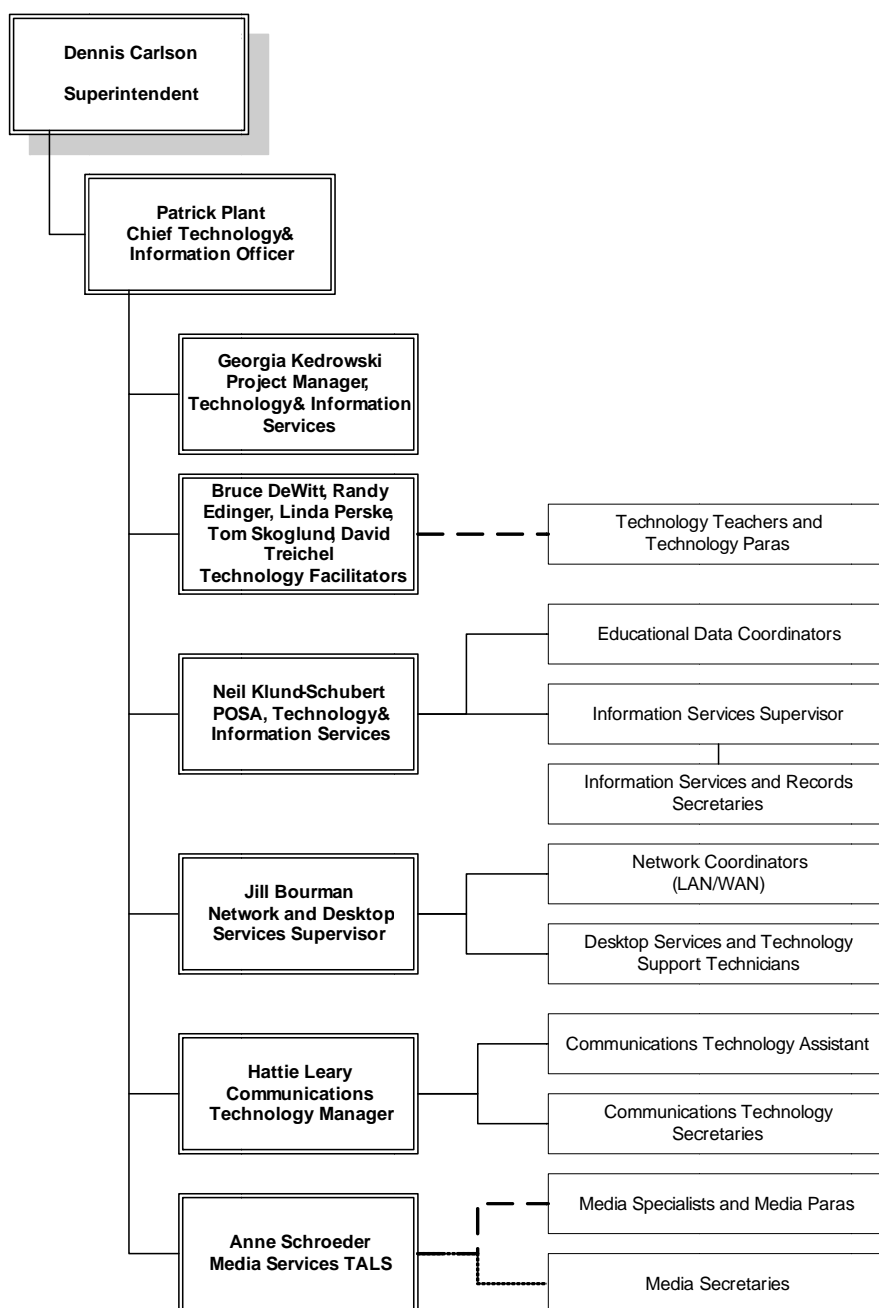 Dennis Carlson
Superintendent
Patrick Plant
Chief Technology&
Information Officer
Georgia Kedrowski
Project Manager,
Technology& Information
Services
Bruce DeWitt, Randy
Edinger, Linda Perske,
Tom Skoglund, David
Treichel
Technology Facilitators
Technology Teachers and
Technology Paras
Neil Klund-Schubert
POSA, Technology&
Information Services
Educational Data Coordinators
Information Services Supervisor
Information Services and Records
Secretaries
Jill Bourman
Network and Desktop
Services Supervisor
Network Coordinators
(LAN/WAN)
Desktop Services and Technology
Support Technicians
Hattie Leary
Communications
Technology Manager
Communications Technology Assistant
Communications Technology
Secretaries
Anne Schroeder
Media Services TALS
Media Specialists and Media Paras
Media Secretaries